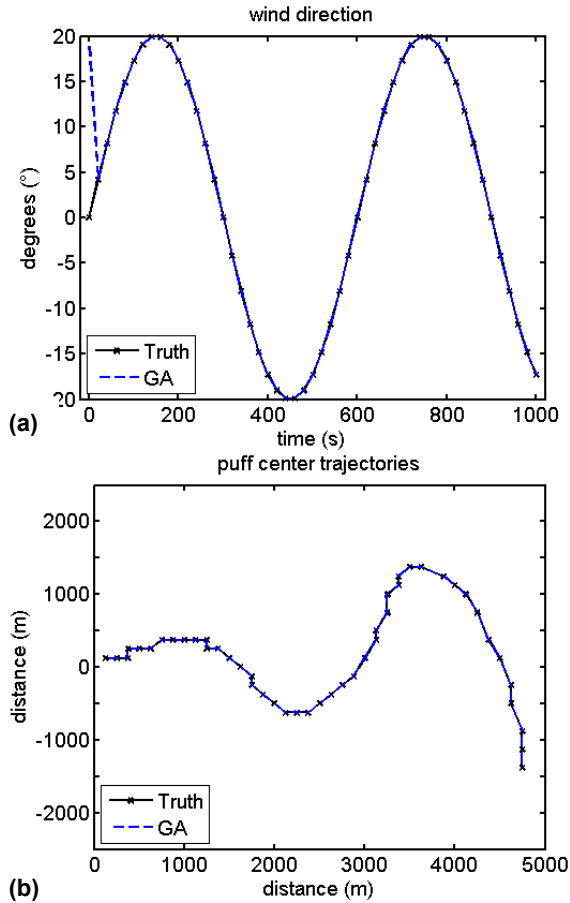 wind direction
20
15
10
5
0
-5
-10
-15
20
degrees (°)
Truth
GA
0 200 400 600 800 1000
time (s)
(a)
puff center trajectories
2000
1000
0
-1000
-2000
distance (m)
Truth
GA
0 1000 2000 3000 4000 5000
distance (m)
(b)